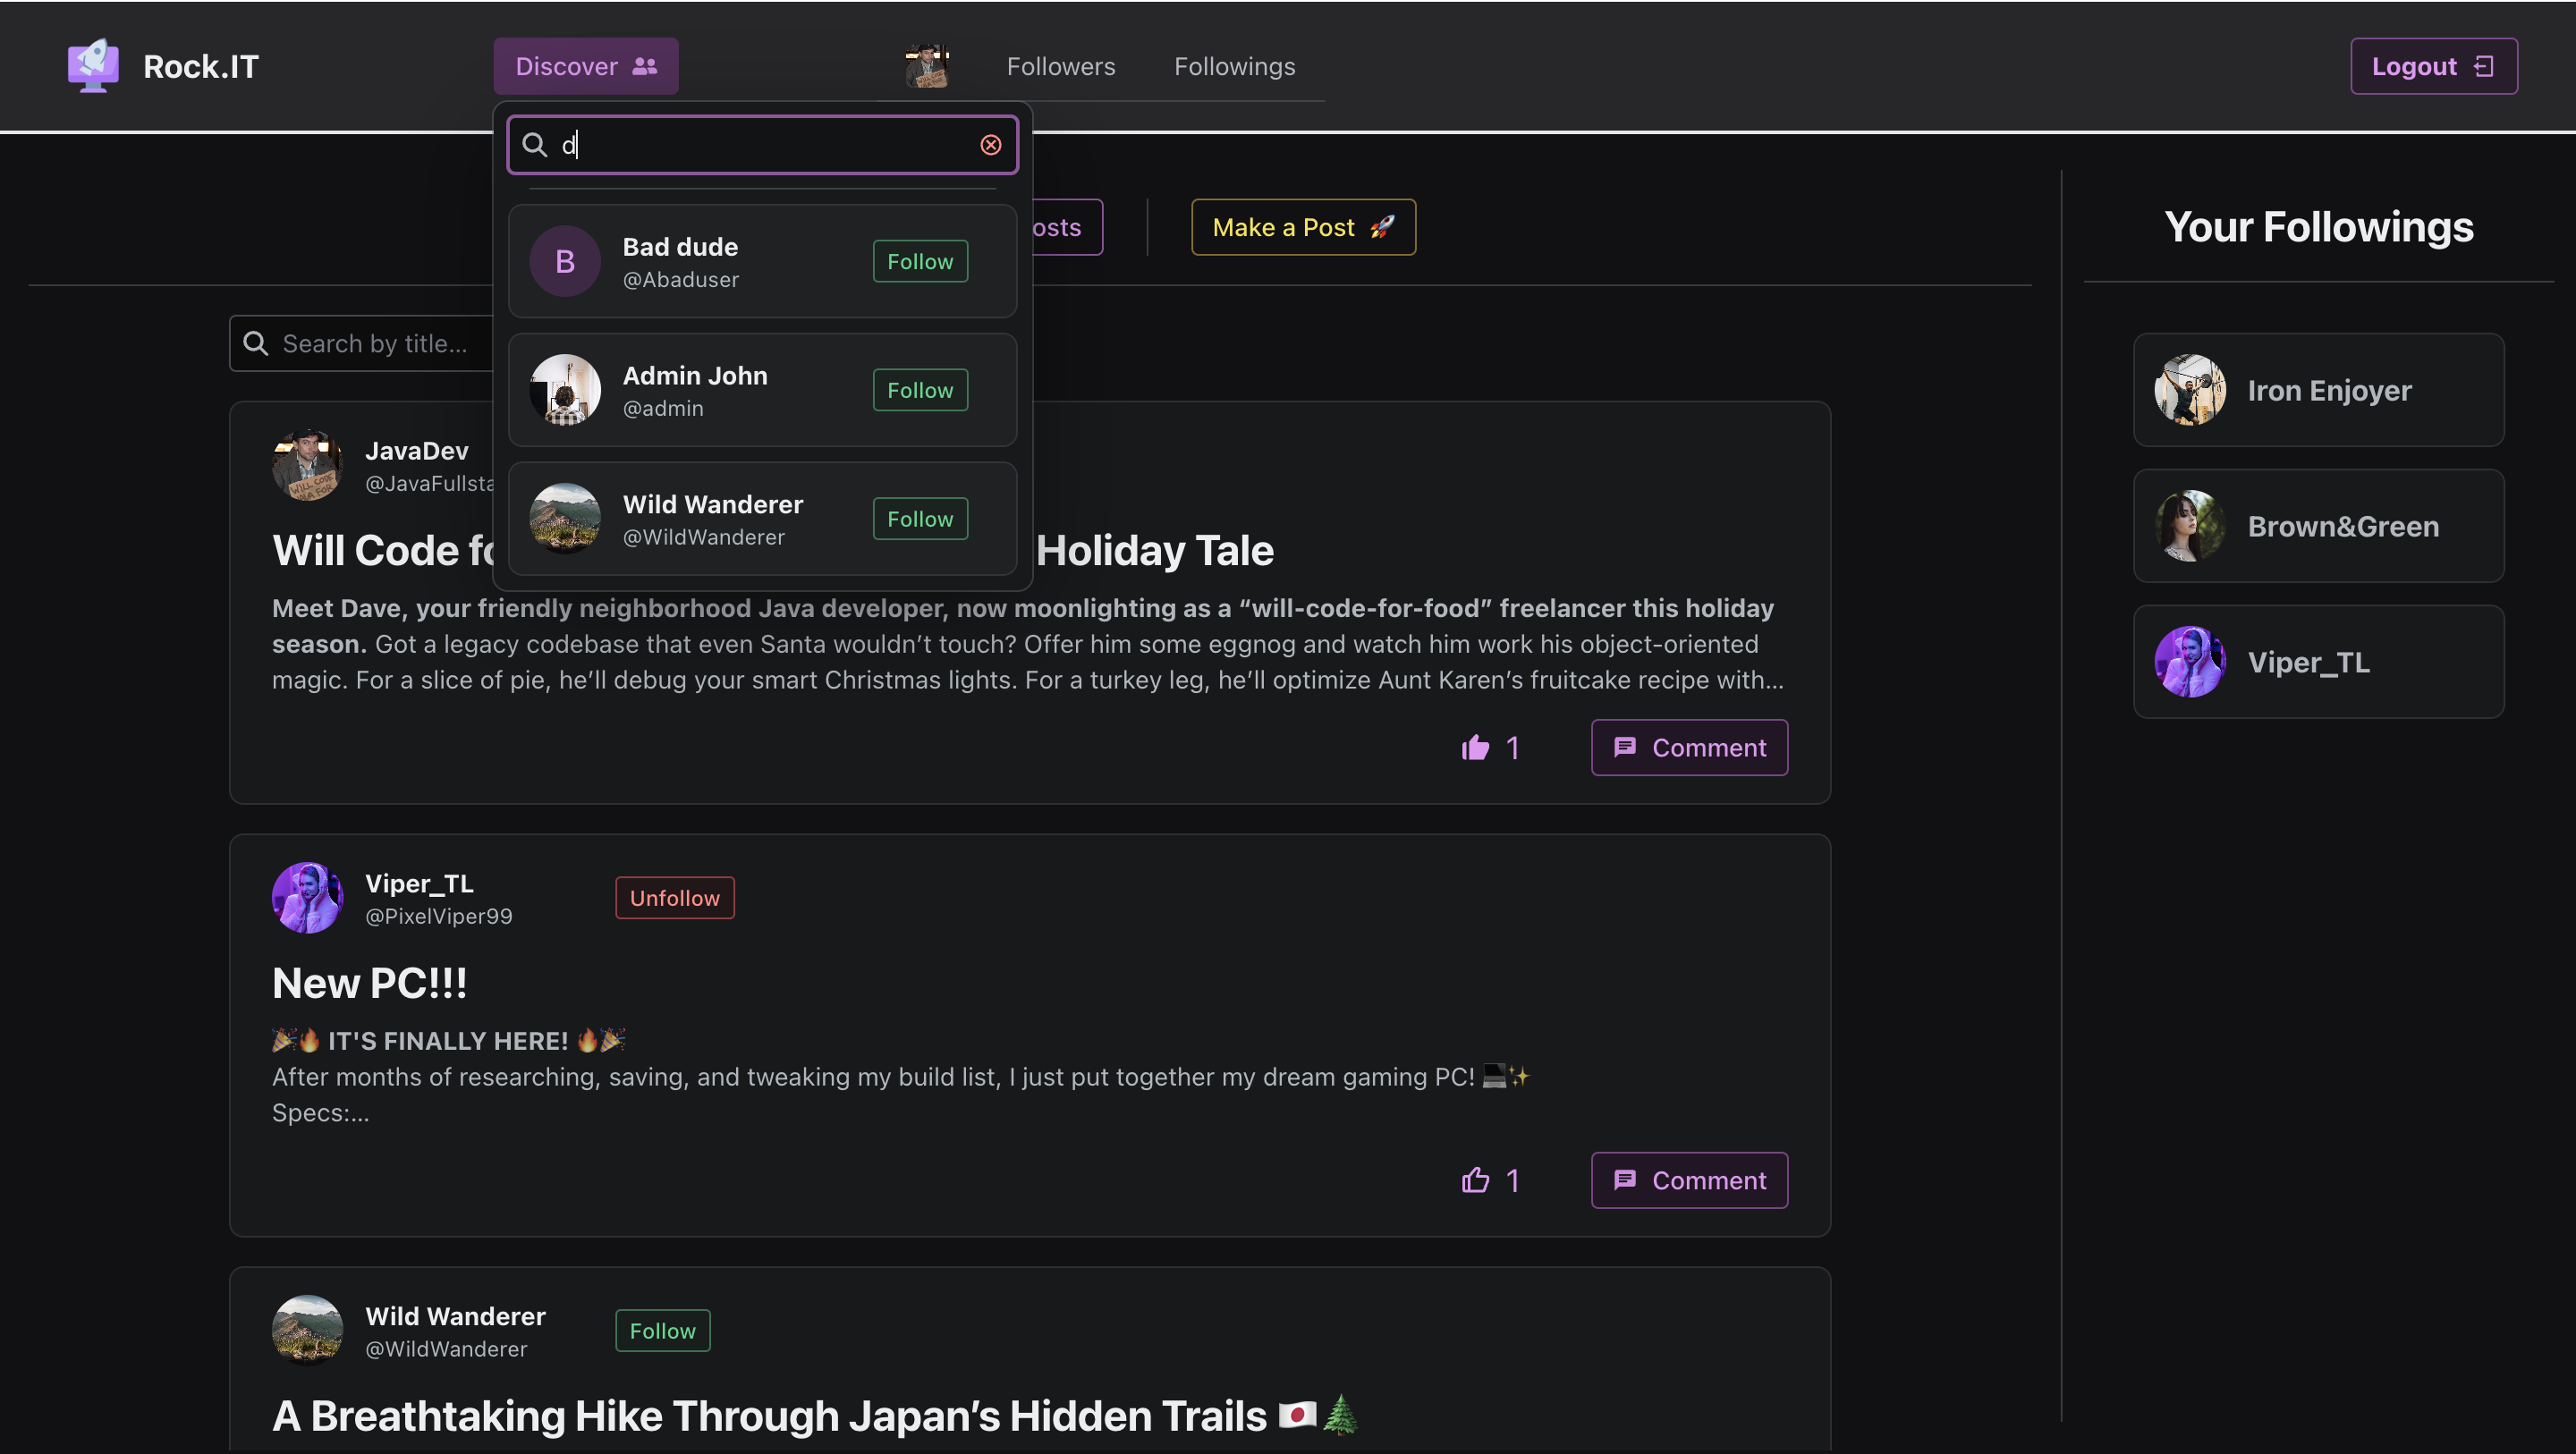 Rock.IT
Discover
Followers
Followings
Logout
d
osts
Make a Post 🚀
Bad dude
@Abaduser
Follow
Admin John
@admin
Follow
Wild Wanderer
@WildWanderer
Follow
Search by title...
JavaDev
@JavaFullsta
Will Code fo
Holiday Tale
Meet Dave, your friendly neighborhood Java developer, now moonlighting as a “will-code-for-food” freelancer this holiday
season. Got a legacy codebase that even Santa wouldn’t touch? Offer him some eggnog and watch him work his object-oriented
magic. For a slice of pie, he’ll debug your smart Christmas lights. For a turkey leg, he’ll optimize Aunt Karen’s fruitcake recipe with...
1
Comment
Viper_TL
@PixelViper99
Unfollow
New PC!!!
🎉🔥 IT'S FINALLY HERE! 🔥🎉
After months of researching, saving, and tweaking my build list, I just put together my dream gaming PC! 💻✨
Specs:...
1
Comment
Wild Wanderer
@WildWanderer
Follow
A Breathtaking Hike Through Japan’s Hidden Trails 🇯🇵🌲
Your Followings
Iron Enjoyer
Brown&Green
Viper_TL
B